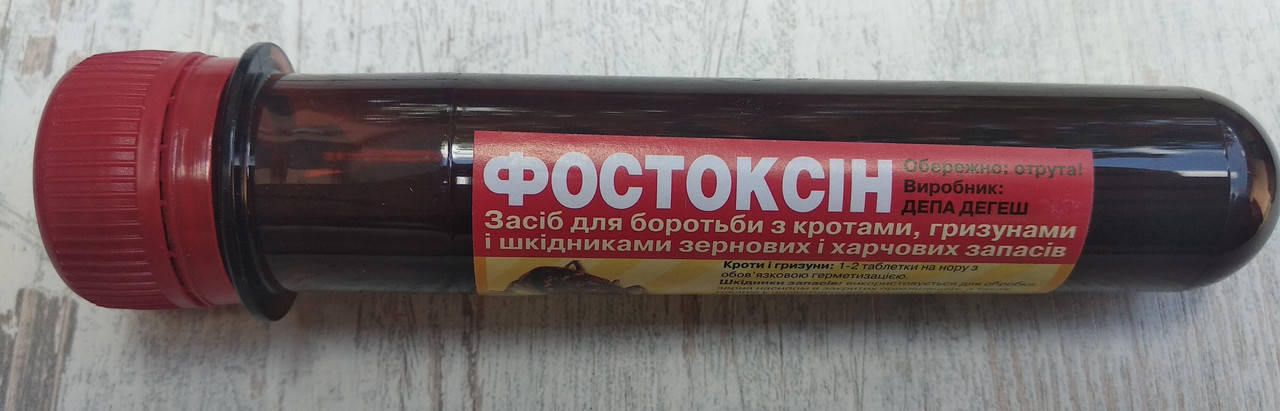 ФОСТОКСІН
Обережно: отрута!
Виробник:
ДЕПА ДЕГЕШ
Засіб для боротьби з кротами, гризунами
і шкідниками зернових і харчових запасів
Кроти і гризуни: 1-2 таблетки на нору з
обов'язковою герметизацією.
Шкідники запасів: використовується для обробки